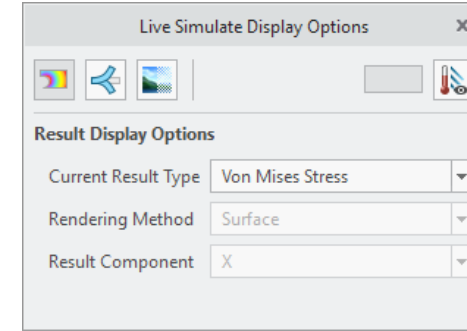 Live Simulate Display Options
Result Display Options
Current Result Type Von Mises Stress
Rendering Method Surface
Result Component X